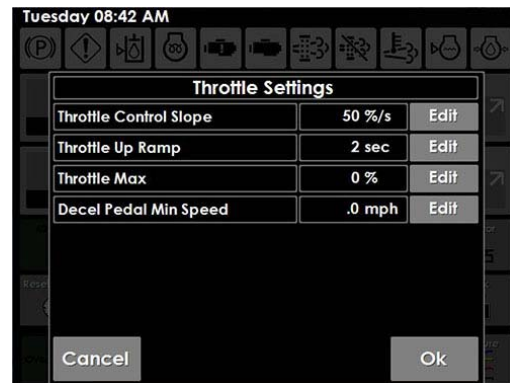 Tuesday 08:42 AM
Throttle Settings
Throttle Control Slope 50 %/s Edit
Throttle Up Ramp 2 sec Edit
Throttle Max 0 % Edit
Decel Pedal Min Speed .0 mph Edit
Cancel Ok